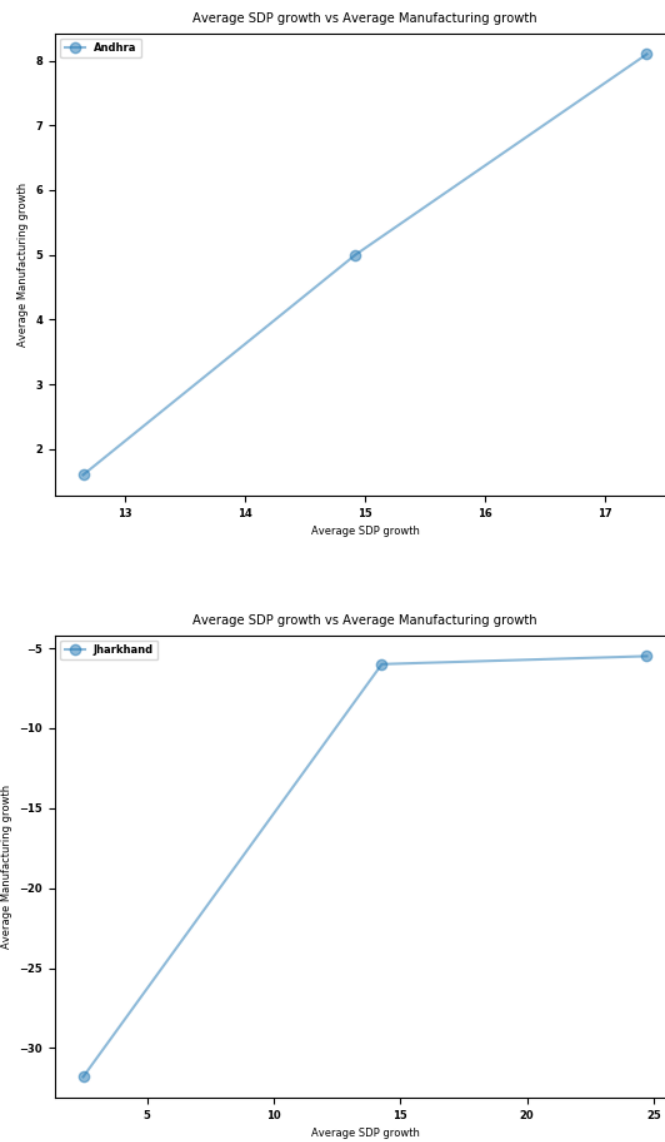 Average SDP growth vs Average Manufacturing growth
Andhra
8
7
6
5
4
3
2
Average Manufacturing growth
13 14 15 16 17
Average SDP growth
Average SDP growth vs Average Manufacturing growth
Jharkhand
−5
−10
−15
−20
−25
−30
Average Manufacturing growth
5 10 15 20 25
Average SDP growth